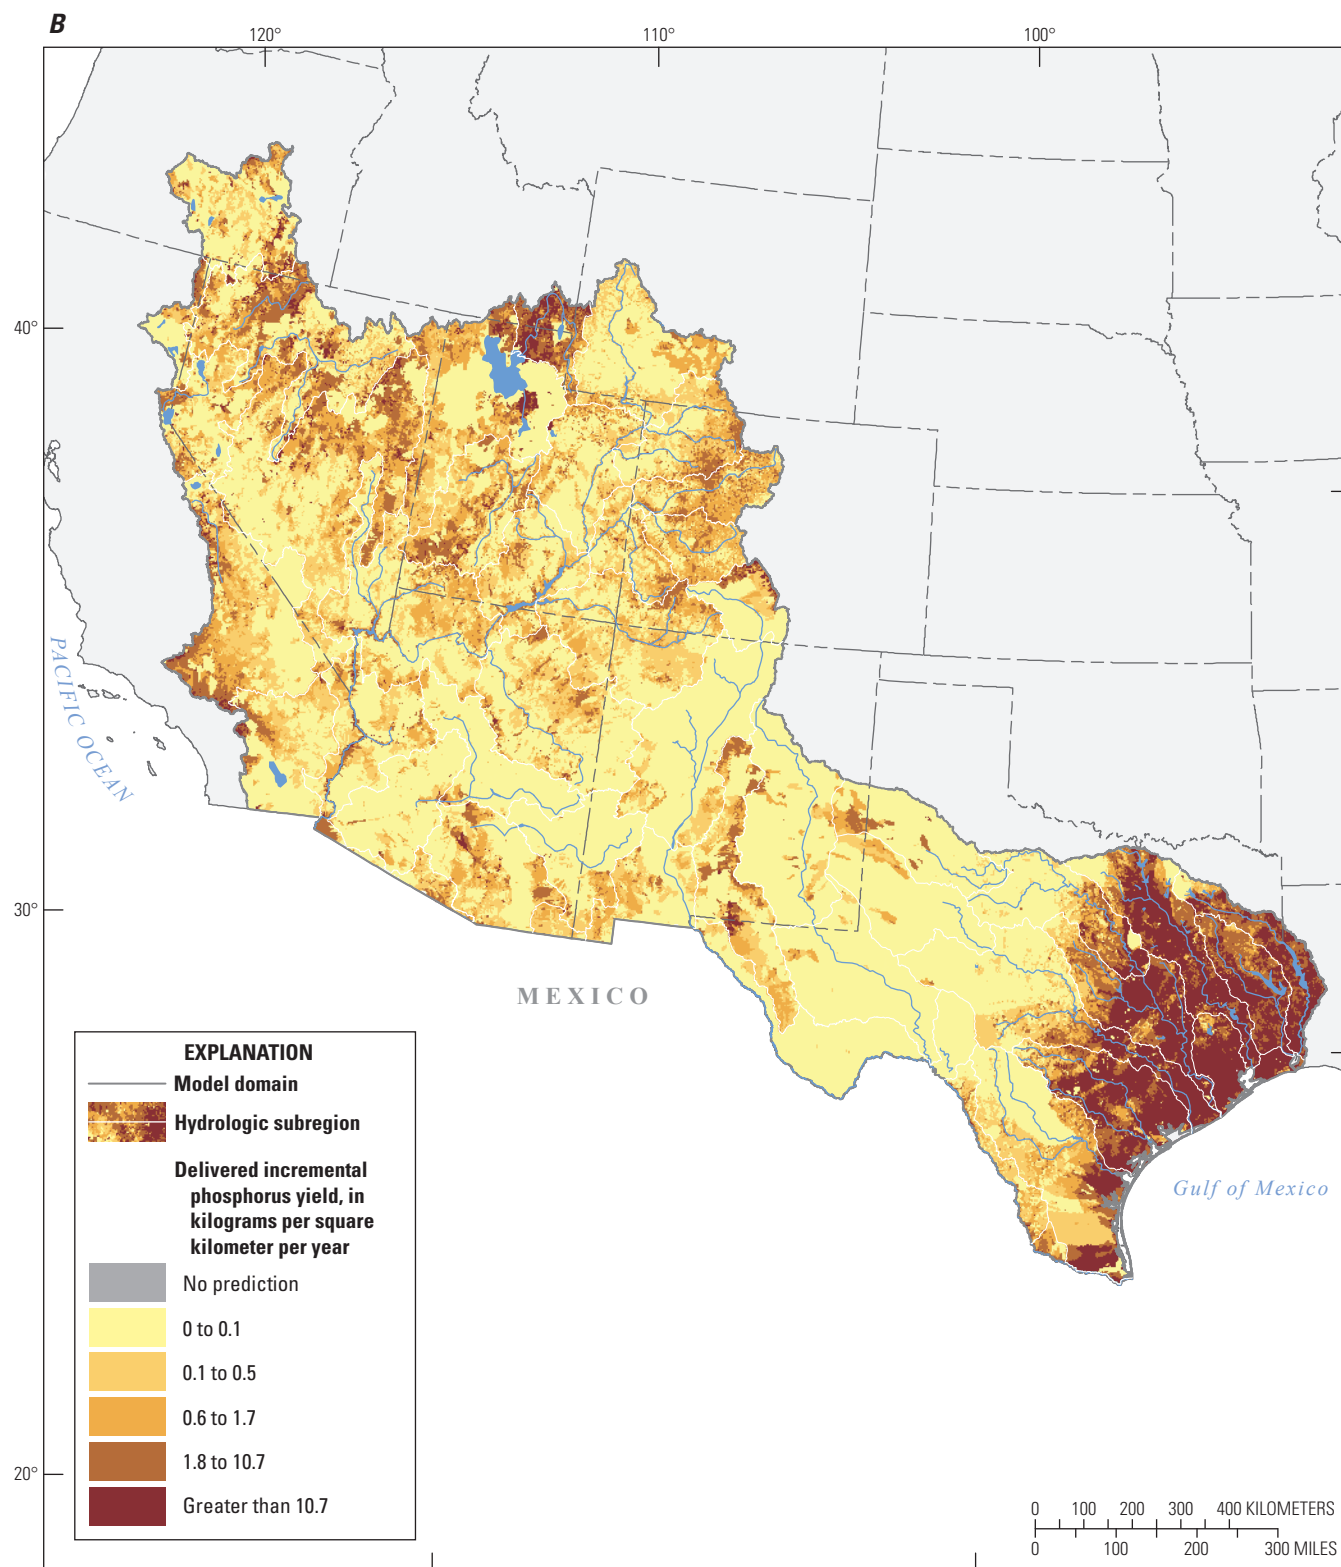 B
120°
110°
100°
40°
30°
20°
PACIFIC OCEAN
MEXICO
Gulf of Mexico
EXPLANATION
Model domain
Hydrologic subregion
Delivered incremental
phosphorus yield, in
kilograms per square
kilometer per year
No prediction
0 to 0.1
0.1 to 0.5
0.6 to 1.7
1.8 to 10.7
Greater than 10.7
0 100 200 300 400 KILOMETERS
0 100 200 300 MILES